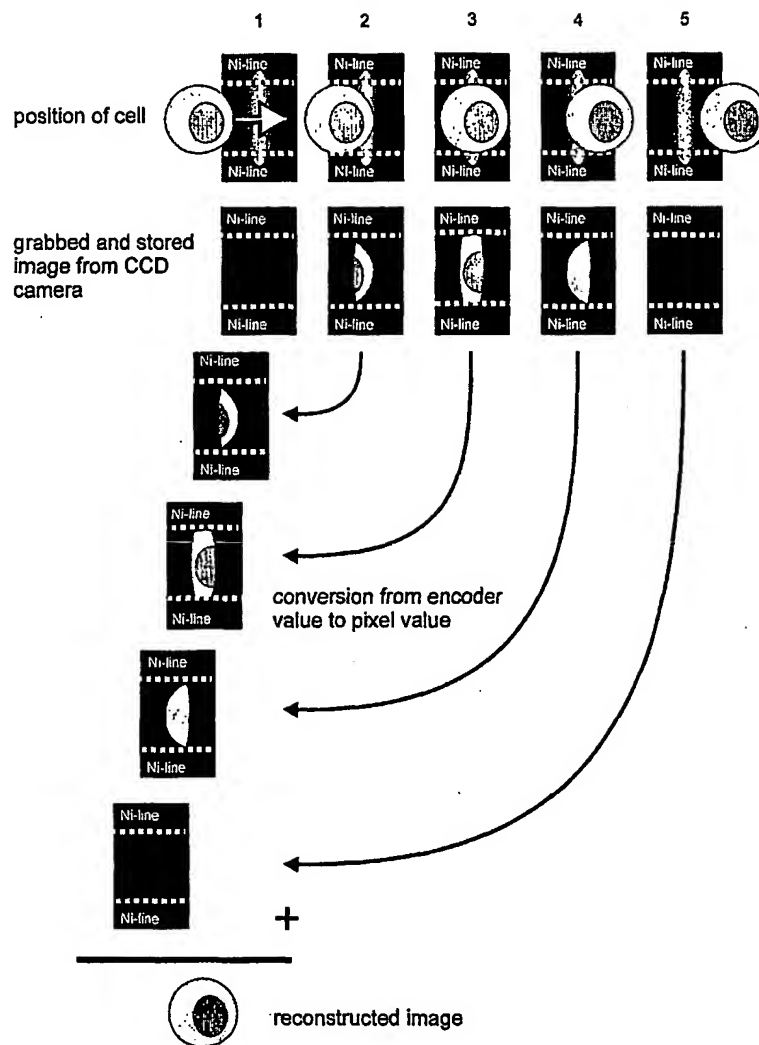 1 2 3 4 5
Ni-line Ni-line Ni-line Ni-line Ni-line
position of cell
Ni-line Ni-line Ni-line Ni-line Ni-line
Ni-line Ni-line Ni-line Ni-line Ni-line
grabbed and stored
image from CCD
camera
Ni-line Ni-line Ni-line Ni-line Ni-line
Ni-line
Ni-line
Ni-line
conversion from encoder
value to pixel value
Ni-line
Ni-line
Ni-line
Ni-line
Ni-line
+
reconstructed image